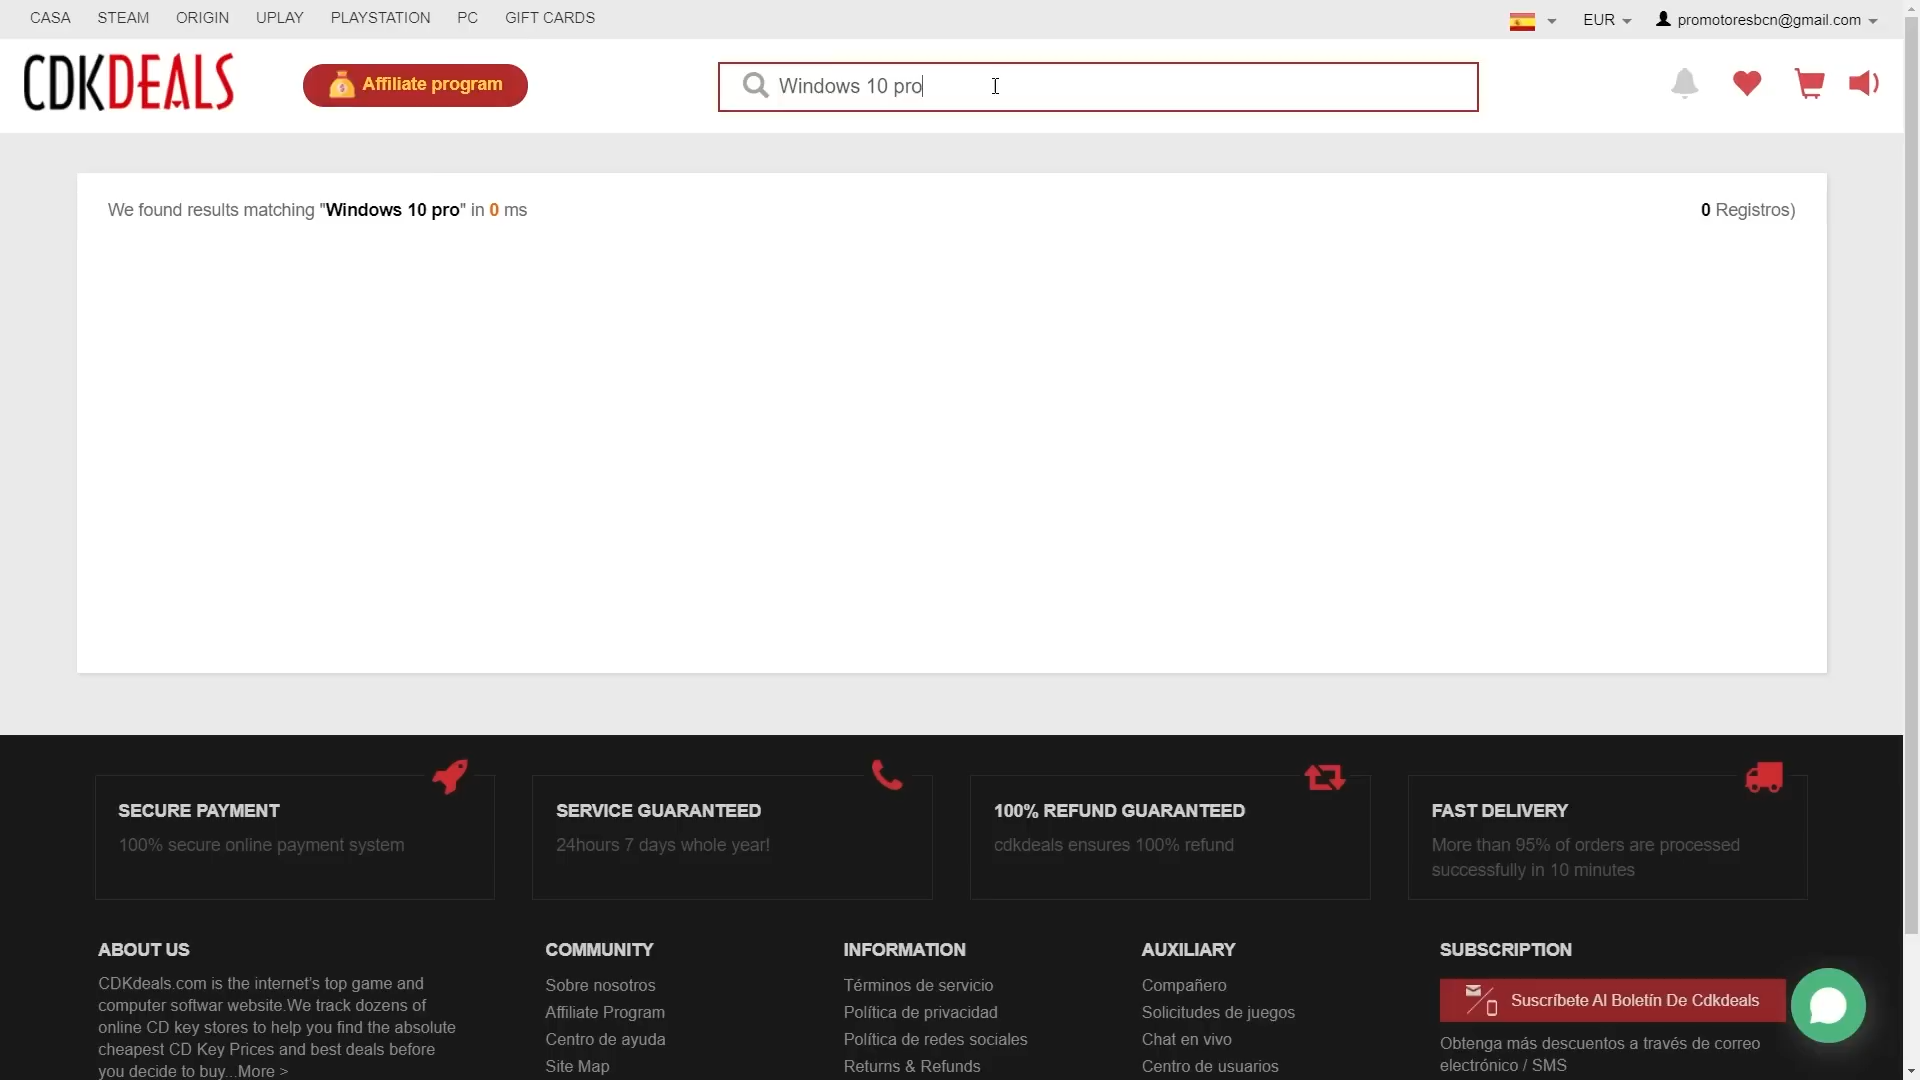 CASA STEAM ORIGIN UPLAY PLAYSTATION PC GIFT CARDS EUR promotoresbcn@gmail.com
CDKDEALS Affiliate program Windows 10 pro
We found results matching "Windows 10 pro" in 0 ms 0 Registros)
SECURE PAYMENT
100% secure online payment system
SERVICE GUARANTEED
24hours 7 days whole year!
100% REFUND GUARANTEED
cdkdeals ensures 100% refund
FAST DELIVERY
More than 95% of orders are processed
successfully in 10 minutes
ABOUT US
CDKdeals.com is the internet's top game and
computer softwar website.We track dozens of
online CD key stores to help you find the absolute
cheapest CD Key Prices and best deals before
you decide to buy...More >
COMMUNITY
Sobre nosotros
Affiliate Program
Centro de ayuda
Site Map
INFORMATION
Términos de servicio
Política de privacidad
Política de redes sociales
Returns & Refunds
AUXILIARY
Compañero
Solicitudes de juegos
Chat en vivo
Centro de usuarios
SUBSCRIPTION
Suscríbete Al Boletín De Cdkdeals
Obtenga más descuentos a través de correo
electrónico / SMS